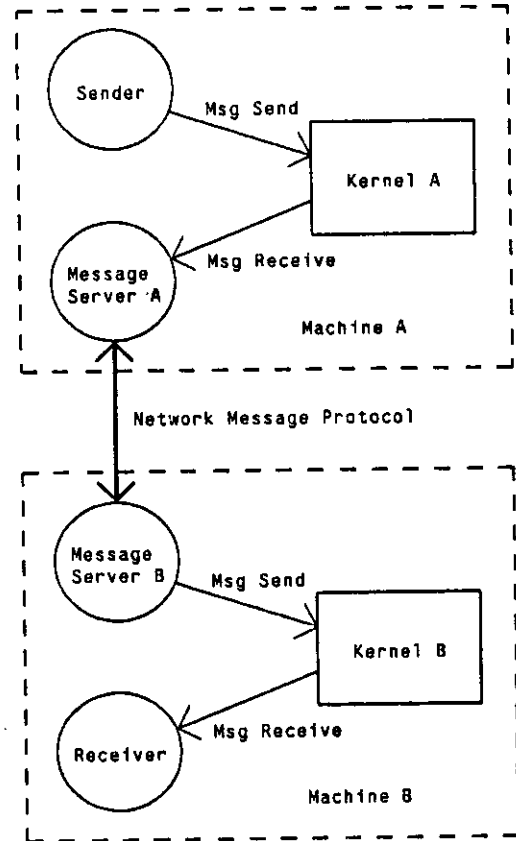 Sender
Msg Send
Kernel A
Msg Receive
Message
Server A
Machine A
Network Message Protocol
Message
Server B
Msg Send
Kernel B
Msg Receive
Receiver
Machine B